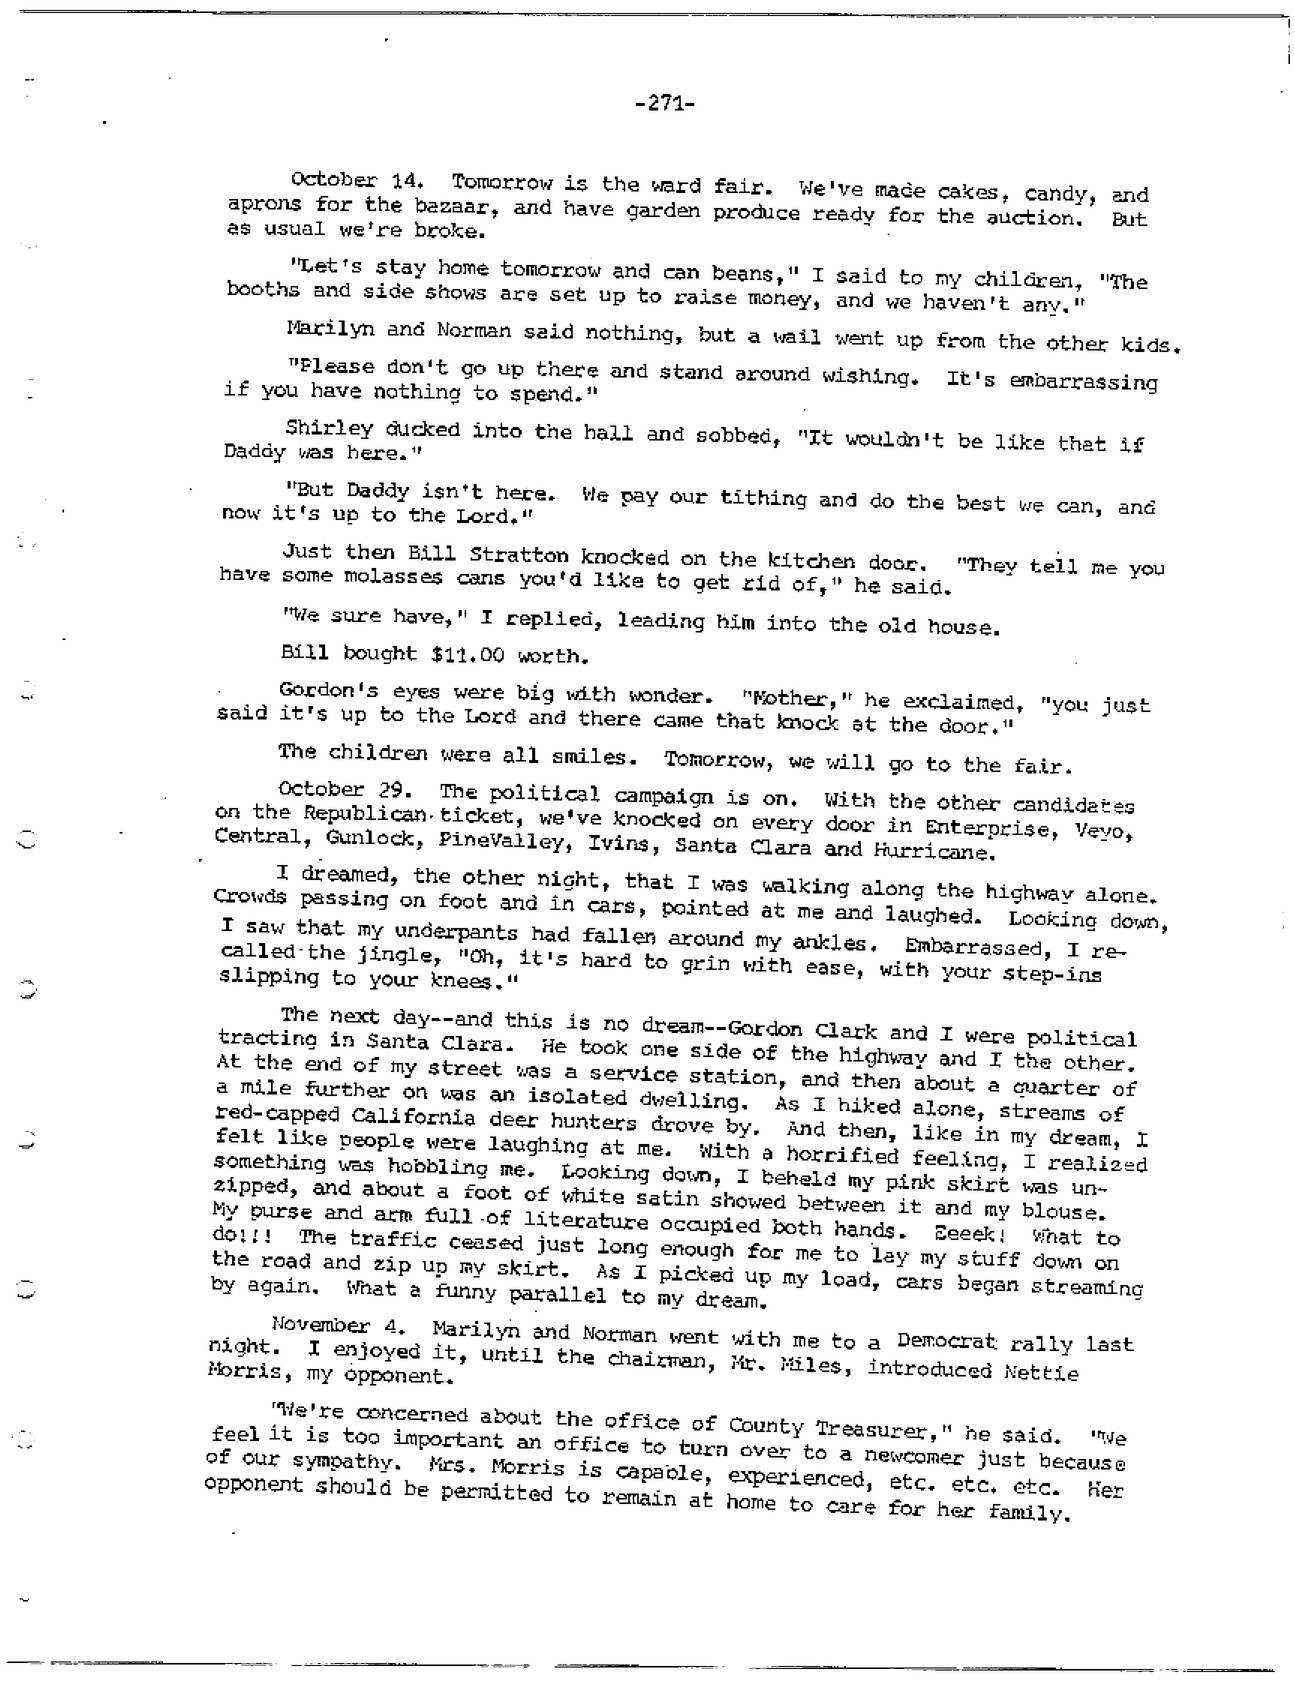 -271-
October 14. Tomorrow is the ward fair. We've made cakes, candy, and
aprons for the bazaar, and have garden produce ready for the auction. But
as usual we're broke.
"Let's stay home tomorrow and can beans," I said to my children, "The
booths and side shows are set up to raise money, and we haven't any."
Marilyn and Norman said nothing, but a wail went up from the other kids.
"Please don't go up there and stand around wishing. It's embarrassing
if you have nothing to spend."
Shirley ducked into the hall and sobbed, "It wouldn't be like that if
Daddy was here."
"But Daddy isn't here. We pay our tithing and do the best we can, and
now it's up to the Lord."
Just then Bill Stratton knocked on the kitchen door. "They tell me you
have some molasses cans you'd like to get rid of," he said.
"We sure have," I replied, leading him into the old house.
Bill bought $11.00 worth.
Gordon's eyes were big with wonder. "Mother," he exclaimed, "you just
said it's up to the Lord and there came that knock at the door."
The children were all smiles. Tomorrow, we will go to the fair.
October 29. The political campaign is on. With the other candidates
on the Republican ticket, we've knocked on every door in Enterprise, Veyo,
Central, Gunlock, PineValley, Ivins, Santa Clara and Hurricane.
I dreamed, the other night, that I was walking along the highway alone.
Crowds passing on foot and in cars, pointed at me and laughed. Looking down,
I saw that my underpants had fallen around my ankles. Embarrassed, I re-
called the jingle, "Oh, it's hard to grin with ease, with your step-ins
slipping to your knees."
The next day--and this is no dream--Gordon Clark and I were political
tracting in Santa Clara. He took one side of the highway and I the other.
At the end of my street was a service station, and then about a quarter of
a mile further on was an isolated dwelling. As I hiked alone, streams of
red-capped California deer hunters drove by. And then, like in my dream, I
felt like people were laughing at me. With a horrified feeling, I realized
something was hobbling me. Looking down, I beheld my pink skirt was un-
zipped, and about a foot of white satin showed between it and my blouse.
My purse and arm full of literature occupied both hands. Eeeek! What to
do!!! The traffic ceased just long enough for me to lay my stuff down on
the road and zip up my skirt. As I picked up my load, cars began streaming
by again. What a funny parallel to my dream.
November 4. Marilyn and Norman went with me to a Democrat rally last
night. I enjoyed it, until the chairman, Mr. Miles, introduced Nettie
Morris, my opponent.
"We're concerned about the office of County Treasurer," he said. "We
feel it is too important an office to turn over to a newcomer just because
of our sympathy. Mrs. Morris is capable, experienced, etc. etc. etc. Her
opponent should be permitted to remain at home to care for her family.